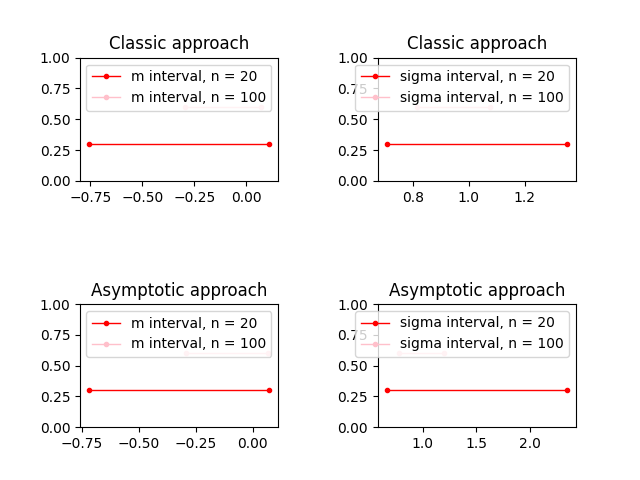 Classic approach
1.00
0.75
0.50
0.25
0.00
m interval, n = 20
m interval, n = 100
−0.75
−0.50
−0.25
0.00
Classic approach
1.00
0.75
0.50
0.25
0.00
sigma interval, n = 20
sigma interval, n = 100
0.8
1.0
1.2
Asymptotic approach
1.00
0.75
0.50
0.25
0.00
m interval, n = 20
m interval, n = 100
−0.75
−0.50
−0.25
0.00
Asymptotic approach
1.00
0.75
0.50
0.25
0.00
sigma interval, n = 20
sigma interval, n = 100
1.0
1.5
2.0